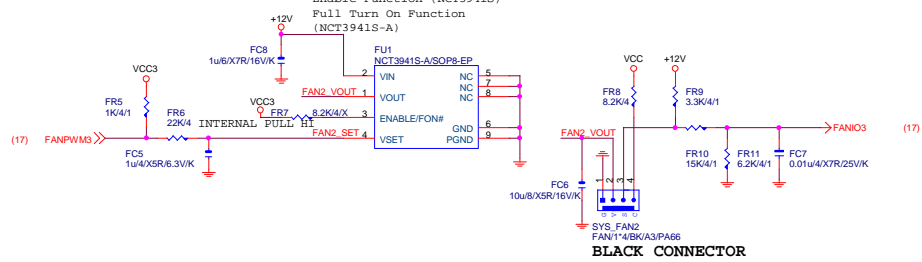 Enable Function (NCT3941S)
Full Turn On Function
(NCT3941S-A)
+12V
FC8
1u/6/X7R/16V/K
FU1
NCT3941S-A/SOP8-EP
2 VIN NC 5
NC 7
FAN2_VOUT 1 VOUT NC 8
VCC3
FR7 8.2K/4/X 3 ENABLE/FON#
INTERNAL PULL HI
GND 6
FAN2_SET 4 VSET PGND 9
VCC3
FR5
1K/4/1
FR6
22K/4
(17) FANPWM3
FC5
1u/4/X5R/6.3V/K
VCC +12V
FR8
8.2K/4
FR9
3.3K/4/1
FAN2_VOUT
FANIO3 (17)
FR10
15K/4/1
FR11
6.2K/4/1
FC7
0.01u/4/X7R/25V/K
FC6
10u/8/X5R/16V/K
1 2 3 4
G V S C
SYS_FAN2
FAN/1*4/BK/A3/PA66
BLACK CONNECTOR